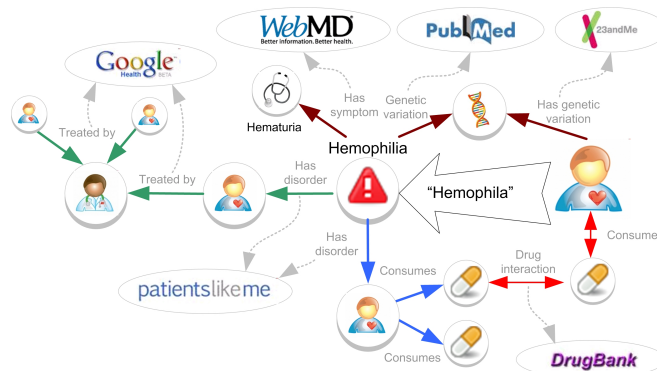 WebMD
Better information. Better health.
PubMed
23andMe
Google
Health BETA
Has
symptom
Genetic
variation
Has genetic
variation
Treated by
Hematuria
Hemophilia
Treated by
Has
disorder
"Hemophila"
Has
disorder
Consume
Drug
interaction
Consumes
patientslikeme
Consumes
DrugBank